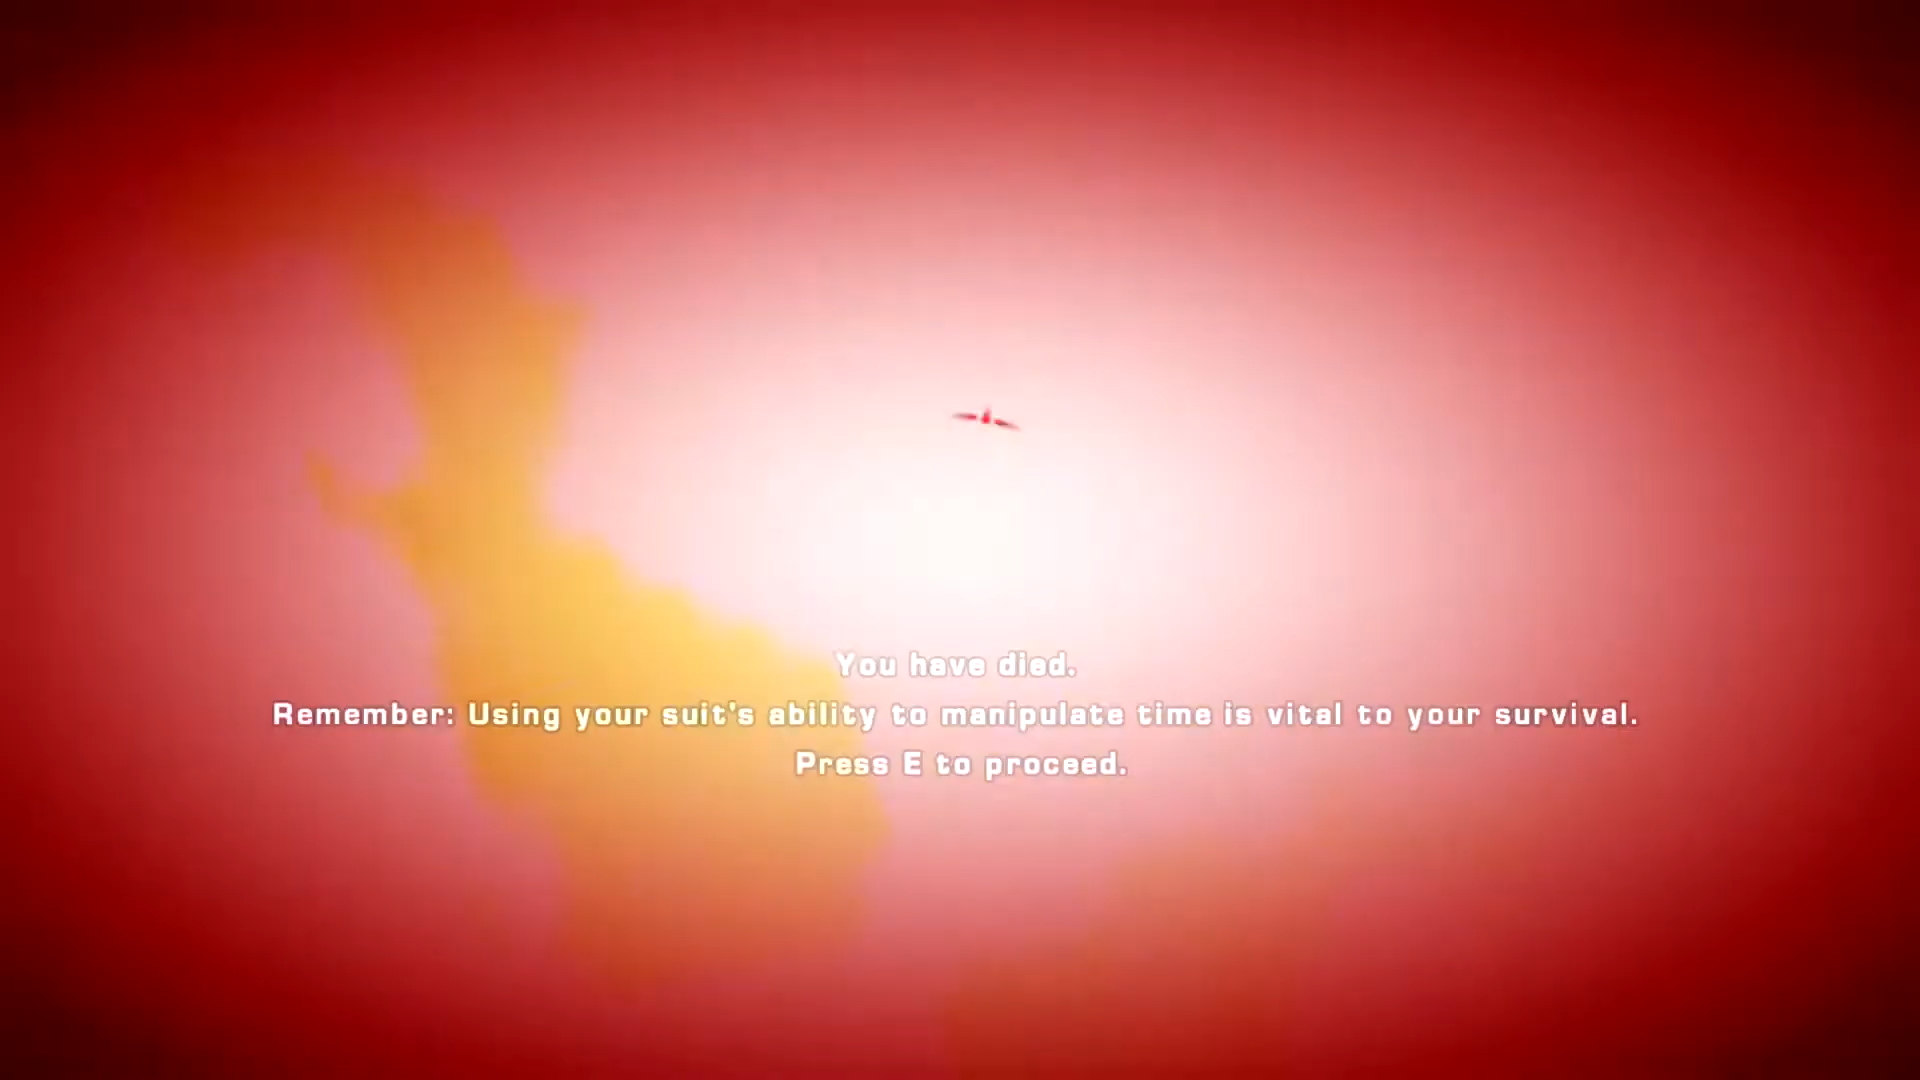 You have died.
Remember: Using your suit's ability to manipulate time is vital to your survival.
Press E to proceed.